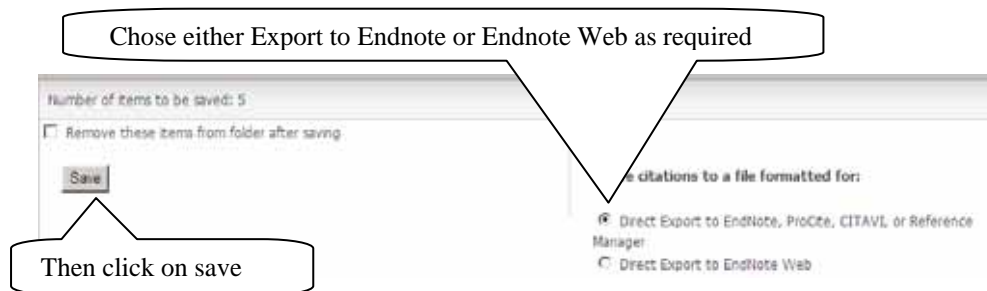 Chose either Export to Endnote or Endnote Web as required
Number of items to be saved: 5
Remove these items from folder after saving
Save
citations to a file formatted for:
Direct Export to EndNote, ProCite, CITAVI, or Reference
Manager
Direct Export to EndNote Web
Then click on save